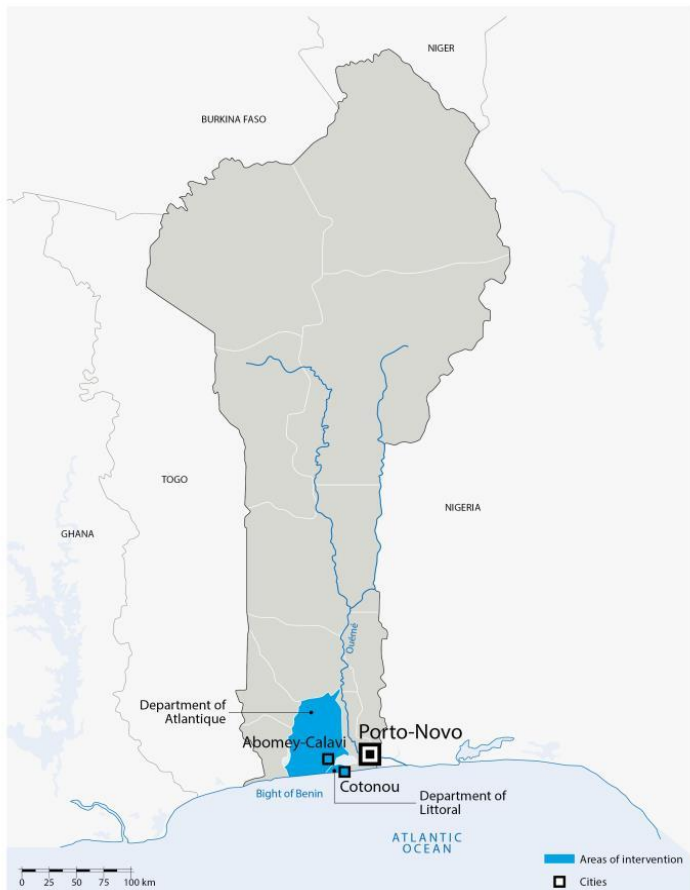 NIGER
BURKINA FASO
TOGO
NIGERIA
GHANA
Ouémé
Department of
Atlantique
Porto-Novo
Abomey-Calavi
Cotonou
Bight of Benin
Department of
Littoral
ATLANTIC
OCEAN
Areas of intervention
0 25 50 75 100 km
Cities